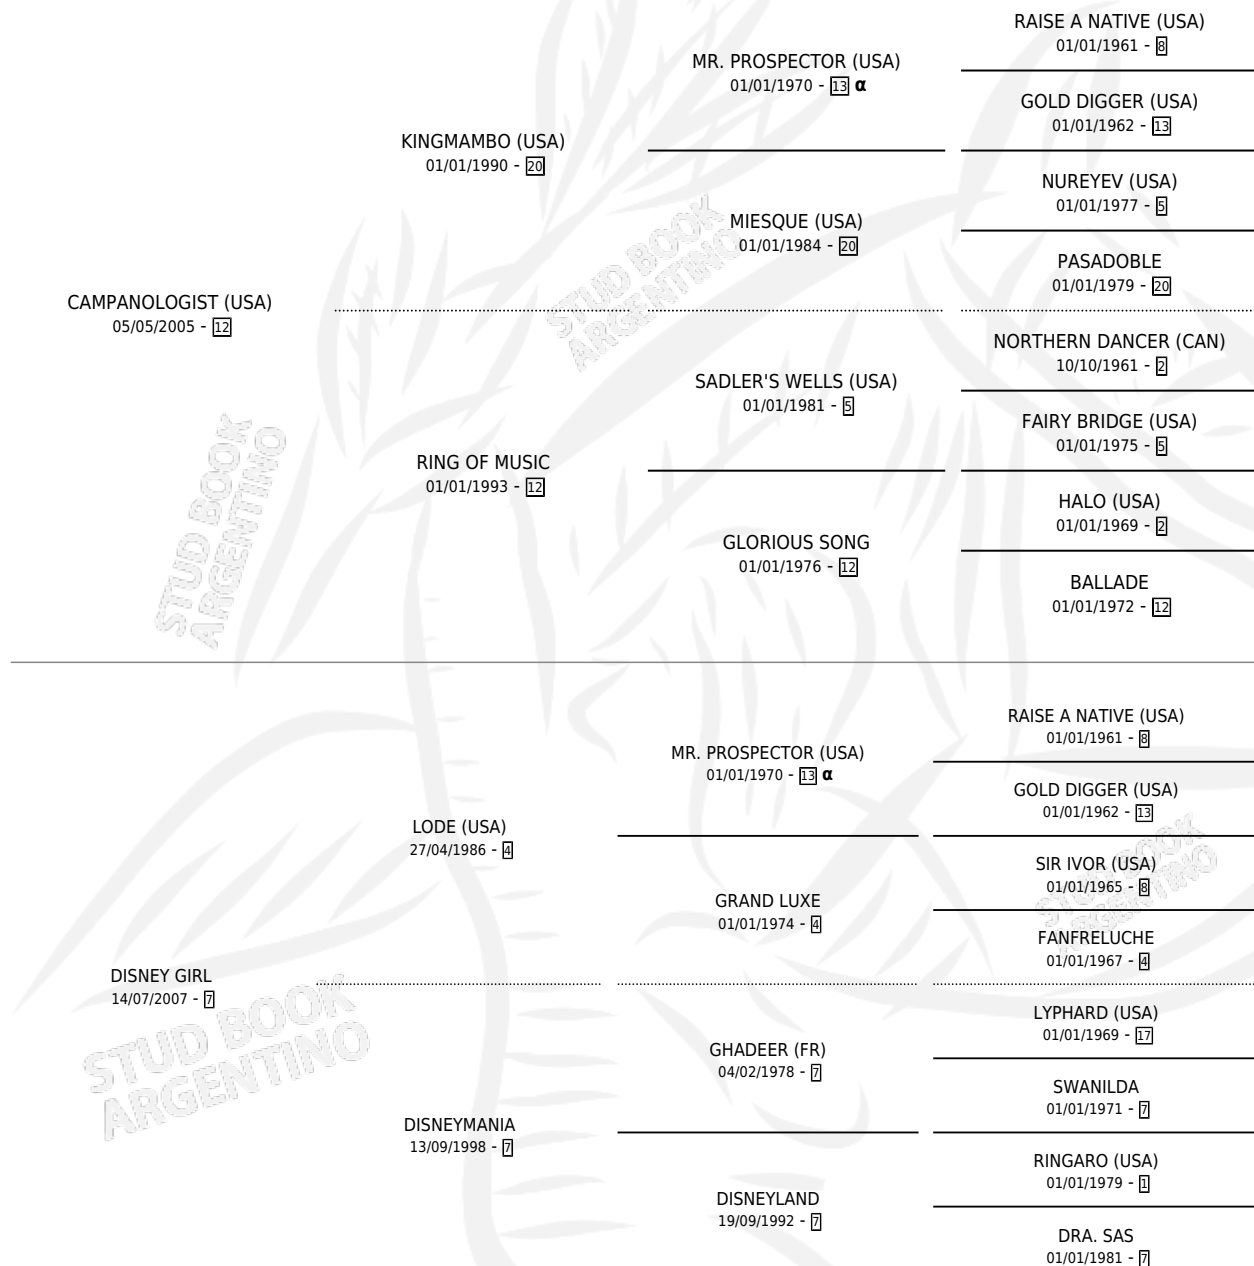 RAISE A NATIVE (USA)
01/01/1961 - 8
MR. PROSPECTOR (USA)
01/01/1970 - 13 α
GOLD DIGGER (USA)
01/01/1962 - 13
KINGMAMBO (USA)
01/01/1990 - 20
NUREYEV (USA)
01/01/1977 - 5
MIESQUE (USA)
01/01/1984 - 20
PASADOBLE
01/01/1979 - 20
CAMPANOLOGIST (USA)
05/05/2005 - 12
NORTHERN DANCER (CAN)
10/10/1961 - 2
SADLER'S WELLS (USA)
01/01/1981 - 5
FAIRY BRIDGE (USA)
01/01/1975 - 5
RING OF MUSIC
01/01/1993 - 12
HALO (USA)
01/01/1969 - 2
GLORIOUS SONG
01/01/1976 - 12
BALLADE
01/01/1972 - 12
RAISE A NATIVE (USA)
01/01/1961 - 8
MR. PROSPECTOR (USA)
01/01/1970 - 13 α
GOLD DIGGER (USA)
01/01/1962 - 13
LODE (USA)
27/04/1986 - 4
SIR IVOR (USA)
01/01/1965 - 8
GRAND LUXE
01/01/1974 - 4
FANFRELUCHE
01/01/1967 - 4
DISNEY GIRL
14/07/2007 - 7
LYPHARD (USA)
01/01/1969 - 17
GHADEER (FR)
04/02/1978 - 7
SWANILDA
01/01/1971 - 7
DISNEYMANIA
13/09/1998 - 7
RINGARO (USA)
01/01/1979 - 1
DISNEYLAND
19/09/1992 - 7
DRA. SAS
01/01/1981 - 7
STUD BOOK
ARGENTINO
STUD BOOK
ARGENTINO
STUD BOOK
ARGENTINO
STUD BOOK
ARGENTINO